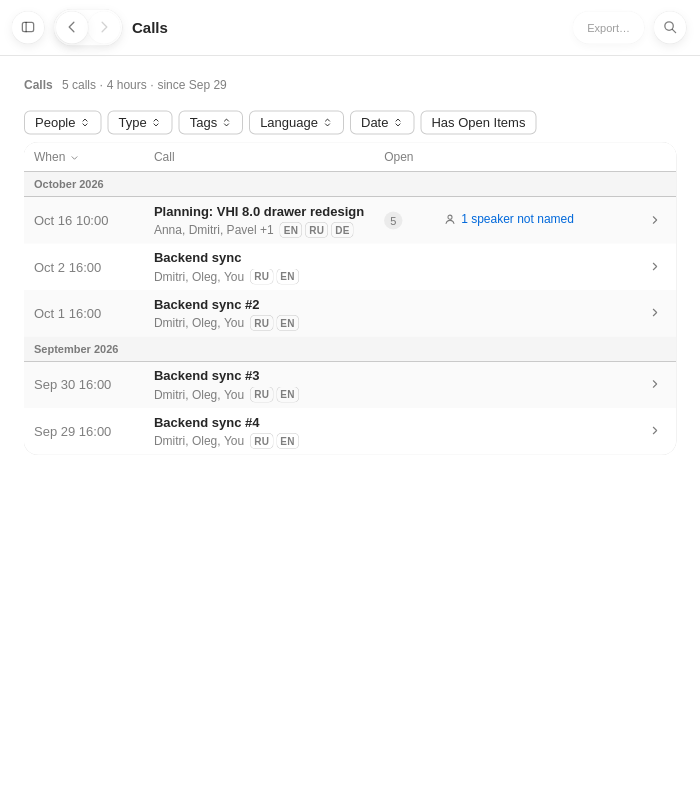 Calls
Export…
Calls 5 calls · 4 hours · since Sep 29
People Type Tags Language Date Has Open Items
When Call Open
October 2026
Oct 16 10:00 Planning: VHI 8.0 drawer redesign 5 1 speaker not named
Anna, Dmitri, Pavel +1 EN RU DE
Oct 2 16:00 Backend sync
Dmitri, Oleg, You RU EN
Oct 1 16:00 Backend sync #2
Dmitri, Oleg, You RU EN
September 2026
Sep 30 16:00 Backend sync #3
Dmitri, Oleg, You RU EN
Sep 29 16:00 Backend sync #4
Dmitri, Oleg, You RU EN